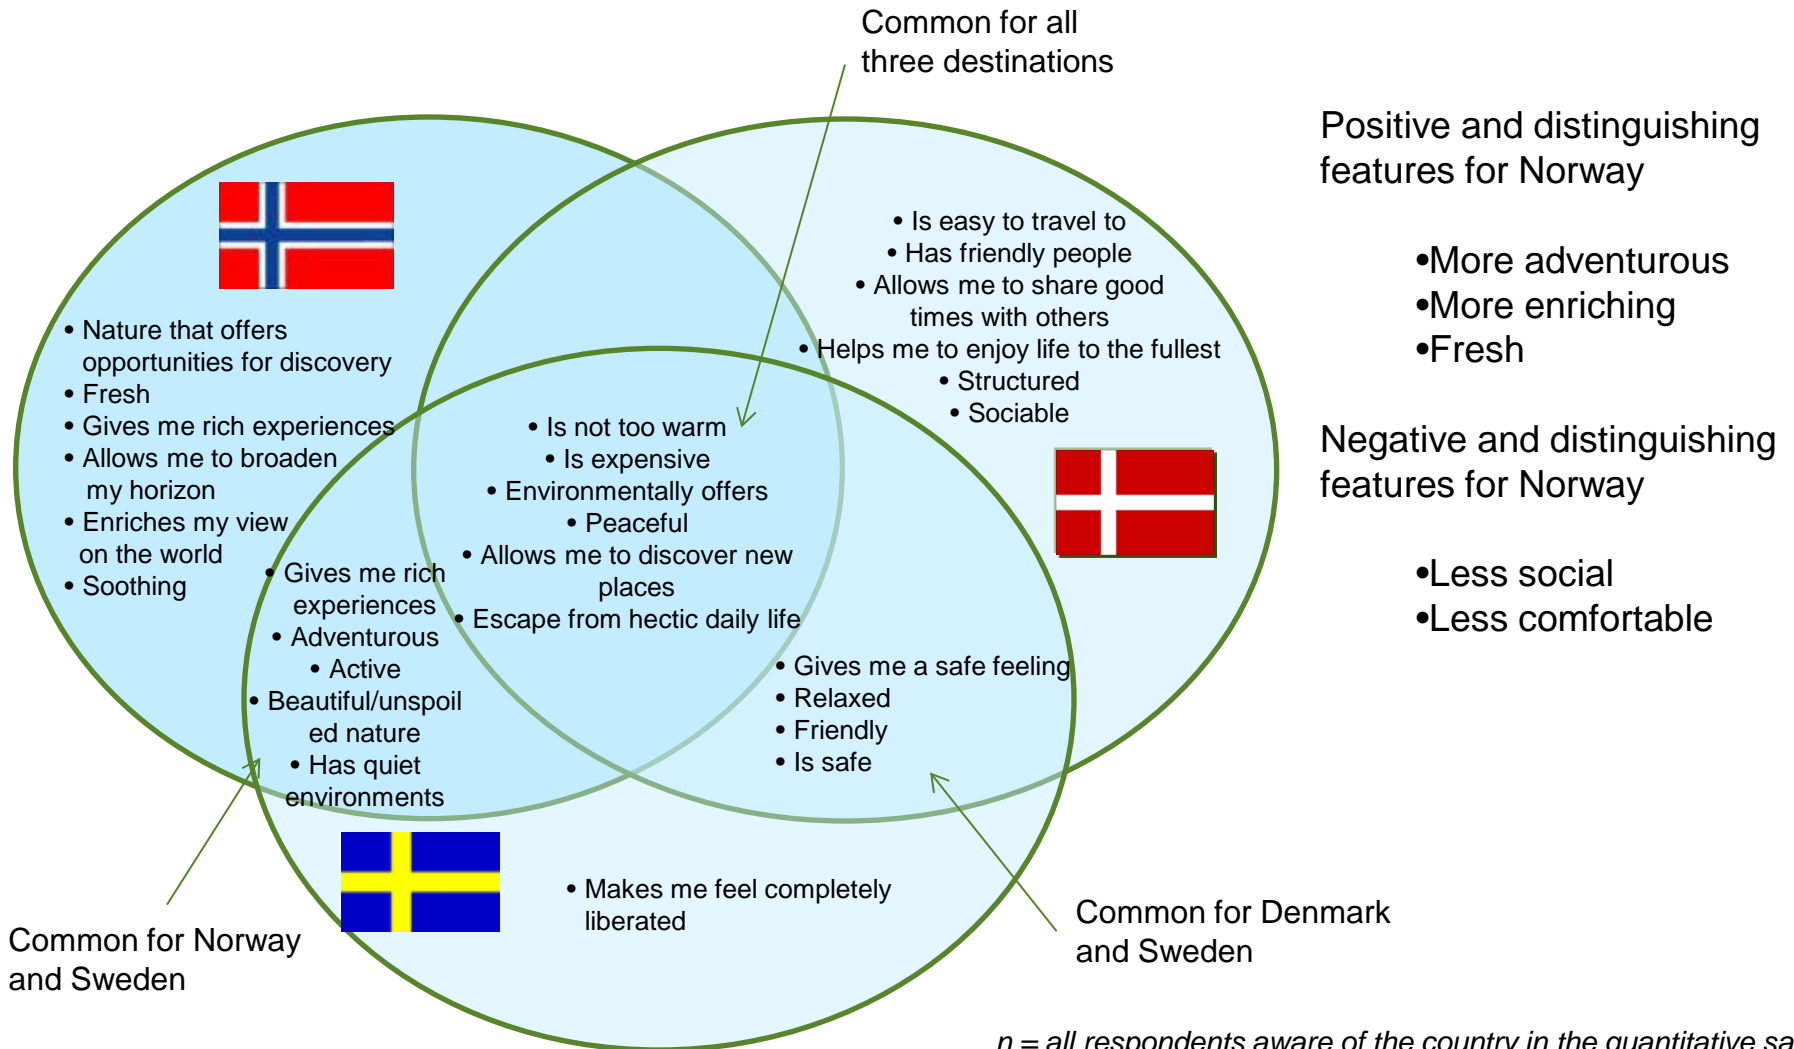 Common for all
three destinations
Positive and distinguishing
features for Norway
•More adventurous
•More enriching
•Fresh
Negative and distinguishing
features for Norway
•Less social
•Less comfortable
• Is easy to travel to
• Has friendly people
• Allows me to share good
times with others
• Helps me to enjoy life to the fullest
• Structured
• Sociable
• Nature that offers
opportunities for discovery
• Fresh
• Gives me rich experiences
• Allows me to broaden
my horizon
• Enriches my view
on the world
• Soothing
• Is not too warm
• Is expensive
• Environmentally offers
• Peaceful
• Allows me to discover new
places
• Escape from hectic daily life
• Gives me rich
experiences
• Adventurous
• Active
• Beautiful/unspoil
ed nature
• Has quiet
environments
• Gives me a safe feeling
• Relaxed
• Friendly
• Is safe
• Makes me feel completely
liberated
Common for Norway
and Sweden
Common for Denmark
and Sweden
n = all respondents aware of the country in the quantitative sa